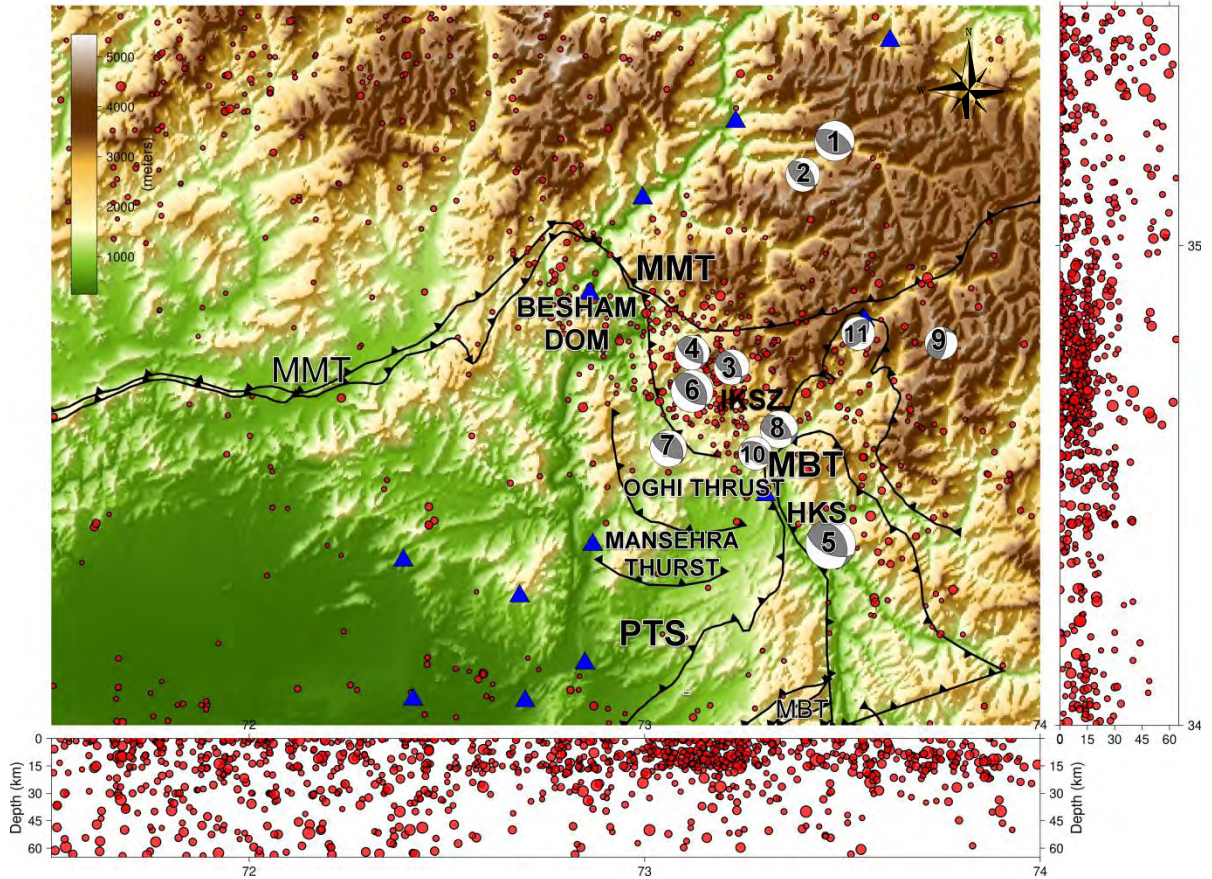 5000
4000
3000
2000
1000
(meters)
N
W
1
2
MMT
BESHAM
DOM
MMT
11
9
4
3
6
IKSZ
8
7
10
MBT
OGHI THRUST
HKS
5
MANSEHRA
THURST
PTS
MBT
72
73
74
35
34
0 15 30 45 60
0
15
30
45
60
Depth (km)
0
15
30
45
60
Depth (km)
72
73
74